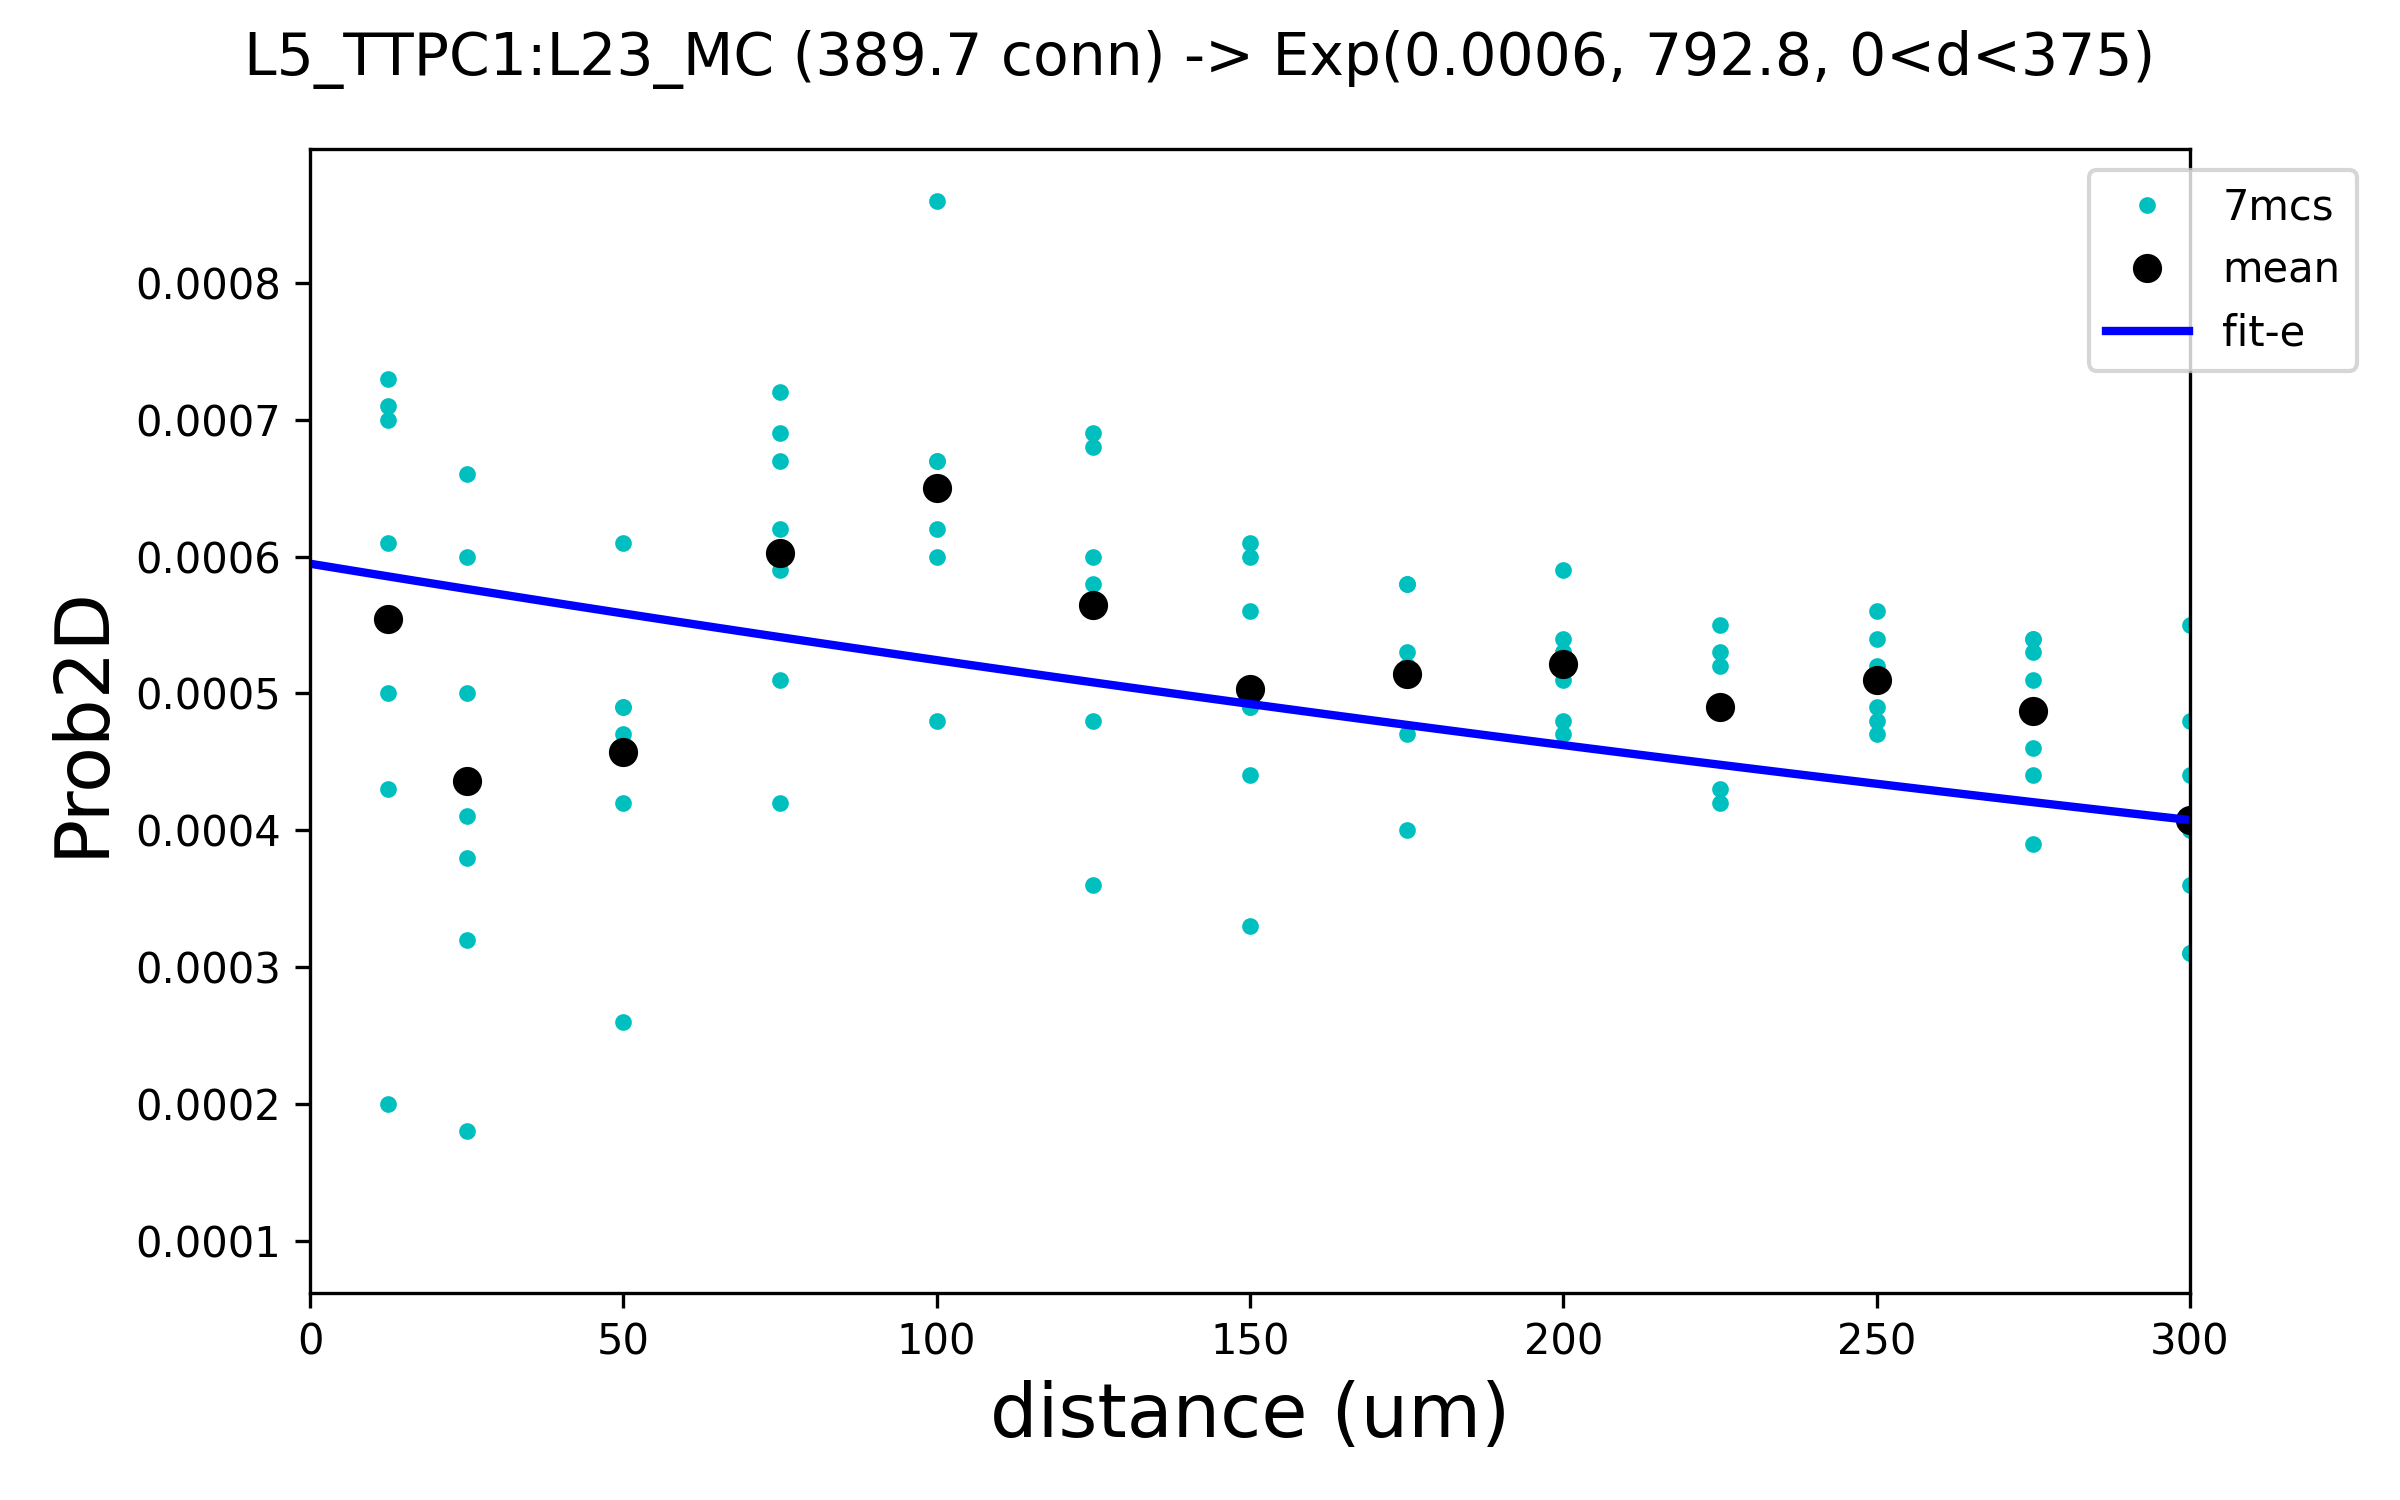 L5_TTPC1:L23_MC (389.7 conn) -> Exp(0.0006, 792.8, 0<d<375)
7mcs
mean
fit-e
Prob2D
0.0008
0.0007
0.0006
0.0005
0.0004
0.0003
0.0002
0.0001
0 50 100 150 200 250 300
distance (um)